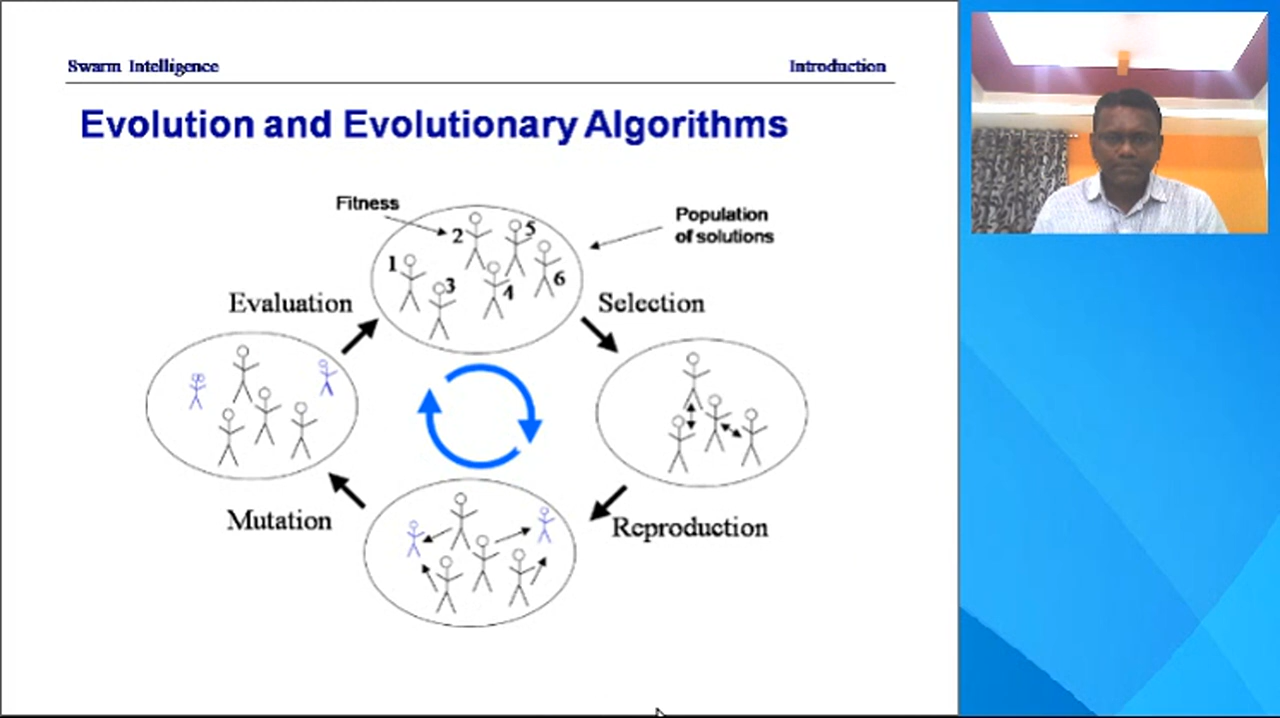 Swarm Intelligence
Introduction
Evolution and Evolutionary Algorithms
Fitness
Population
of solutions
2
5
1
3
4
6
Evaluation
Selection
Mutation
Reproduction